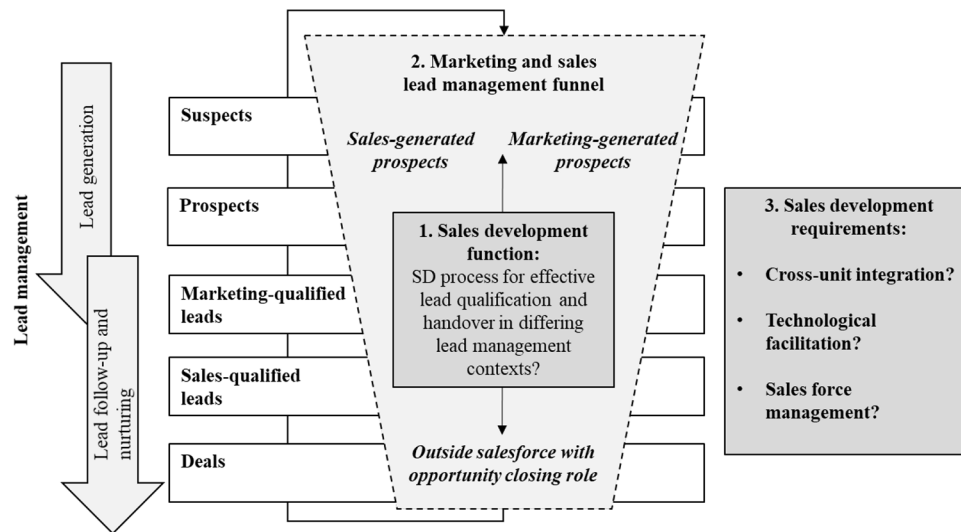 Lead management
Lead generation
Lead follow-up and
nurturing
Suspects
Prospects
Marketing-qualified
leads
Sales-qualified
leads
Deals
2. Marketing and sales
lead management funnel
Sales-generated
prospects
Marketing-generated
prospects
1. Sales development
function:
SD process for effective
lead qualification and
handover in differing
lead management
contexts?
Outside salesforce with
opportunity closing role
3. Sales development
requirements:
• Cross-unit integration?
• Technological
facilitation?
• Sales force
management?